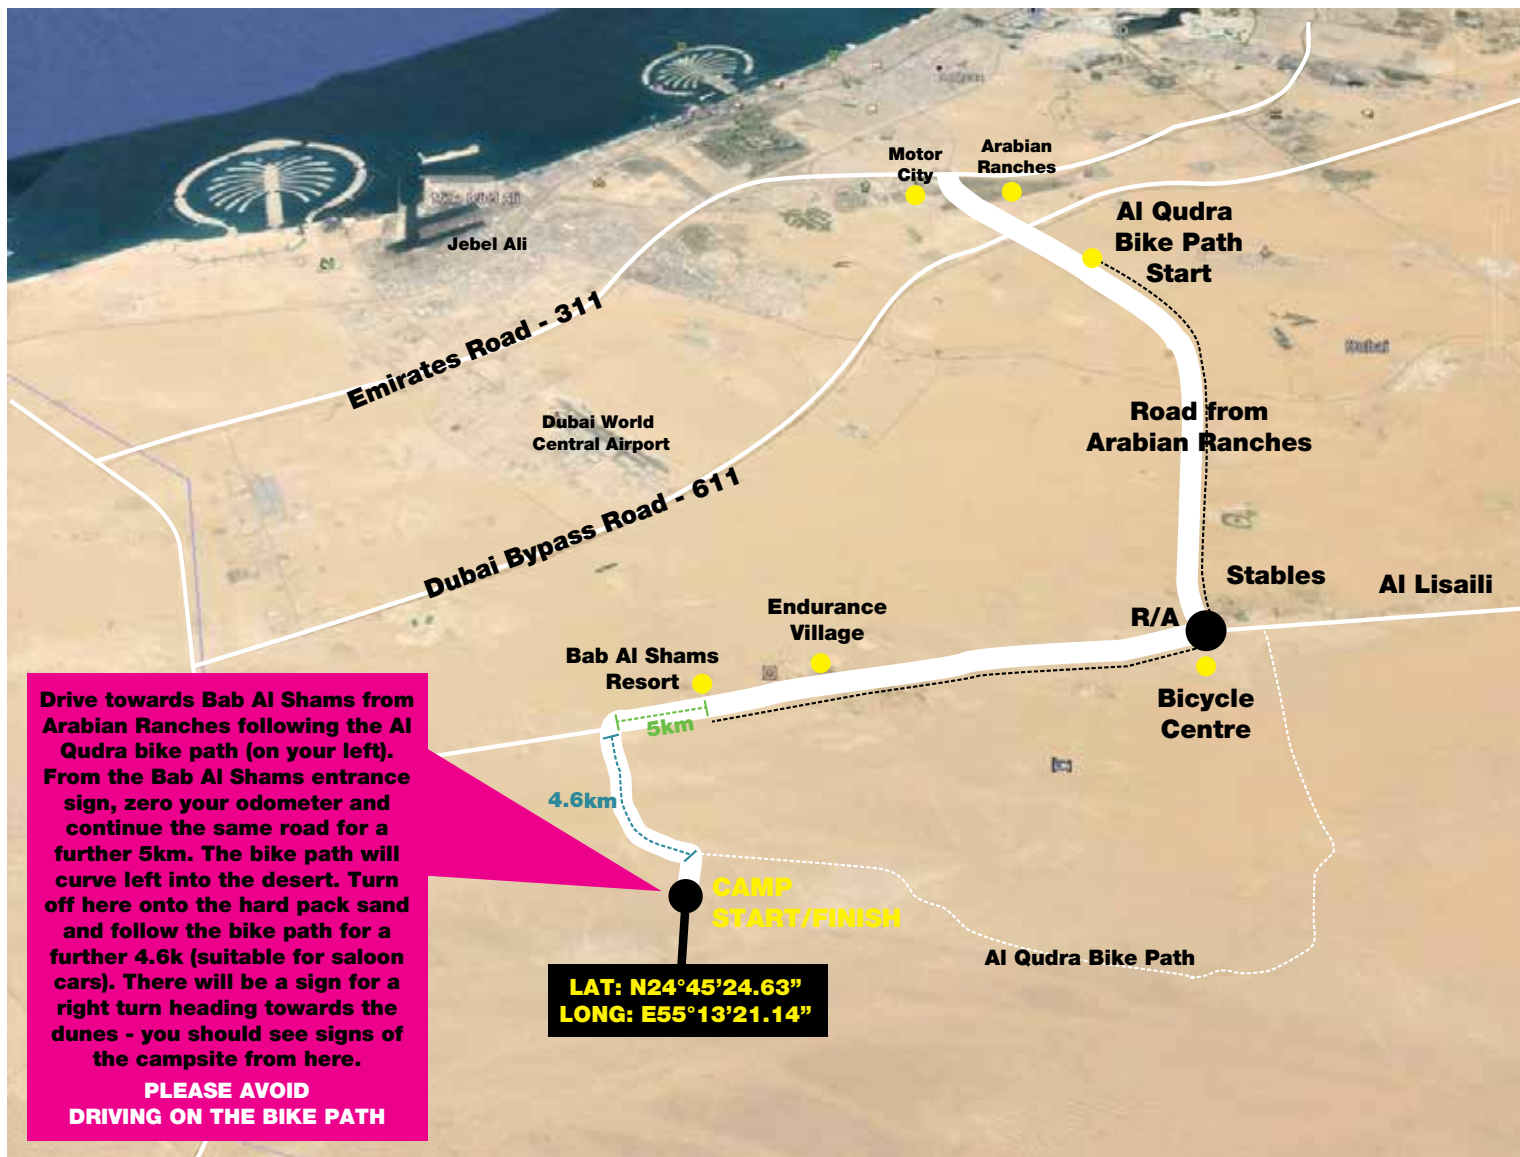 Motor
City
Arabian
Ranches
Al Qudra
Bike Path
Start
Jebel Ali
Emirates Road - 311
Dubai
Road from
Arabian Ranches
Dubai World
Central Airport
Dubai Bypass Road - 611
Stables
Al Lisaili
R/A
Endurance
Village
Bab Al Shams
Resort
Bicycle
Centre
5km
4.6km
Drive towards Bab Al Shams from
Arabian Ranches following the Al
Qudra bike path (on your left).
From the Bab Al Shams entrance
sign, zero your odometer and
continue the same road for a
further 5km. The bike path will
curve left into the desert. Turn
off here onto the hard pack sand
and follow the bike path for a
further 4.6k (suitable for saloon
cars). There will be a sign for a
right turn heading towards the
dunes - you should see signs of
the campsite from here.
PLEASE AVOID
DRIVING ON THE BIKE PATH
CAMP
START/FINISH
Al Qudra Bike Path
LAT: N24°45’24.63”
LONG: E55°13’21.14”